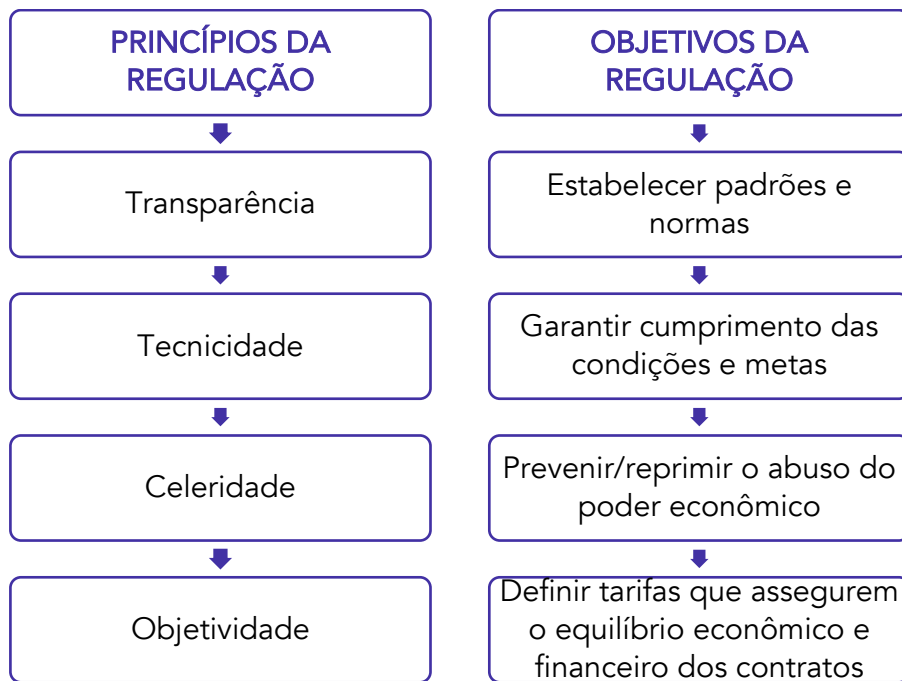 PRINCÍPIOS DA
REGULAÇÃO
Transparência
Tecnicidade
Celeridade
Objetividade
OBJETIVOS DA
REGULAÇÃO
Estabelecer padrões e
normas
Garantir cumprimento das
condições e metas
Prevenir/reprimir o abuso do
poder econômico
Definir tarifas que assegurem
o equilíbrio econômico e
financeiro dos contratos